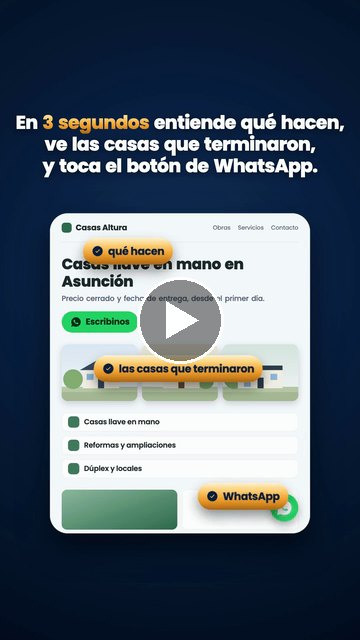 En 3 segundos entiende qué hacen,
ve las casas que terminaron,
y toca el botón de WhatsApp.
Casas Altura
Obras Servicios Contacto
qué hacen
Casas llave en mano en
Asunción
Precio cerrado y fecha de entrega, desde el primer día.
Escribinos
las casas que terminaron
Casas llave en mano
Reformas y ampliaciones
Dúplex y locales
WhatsApp